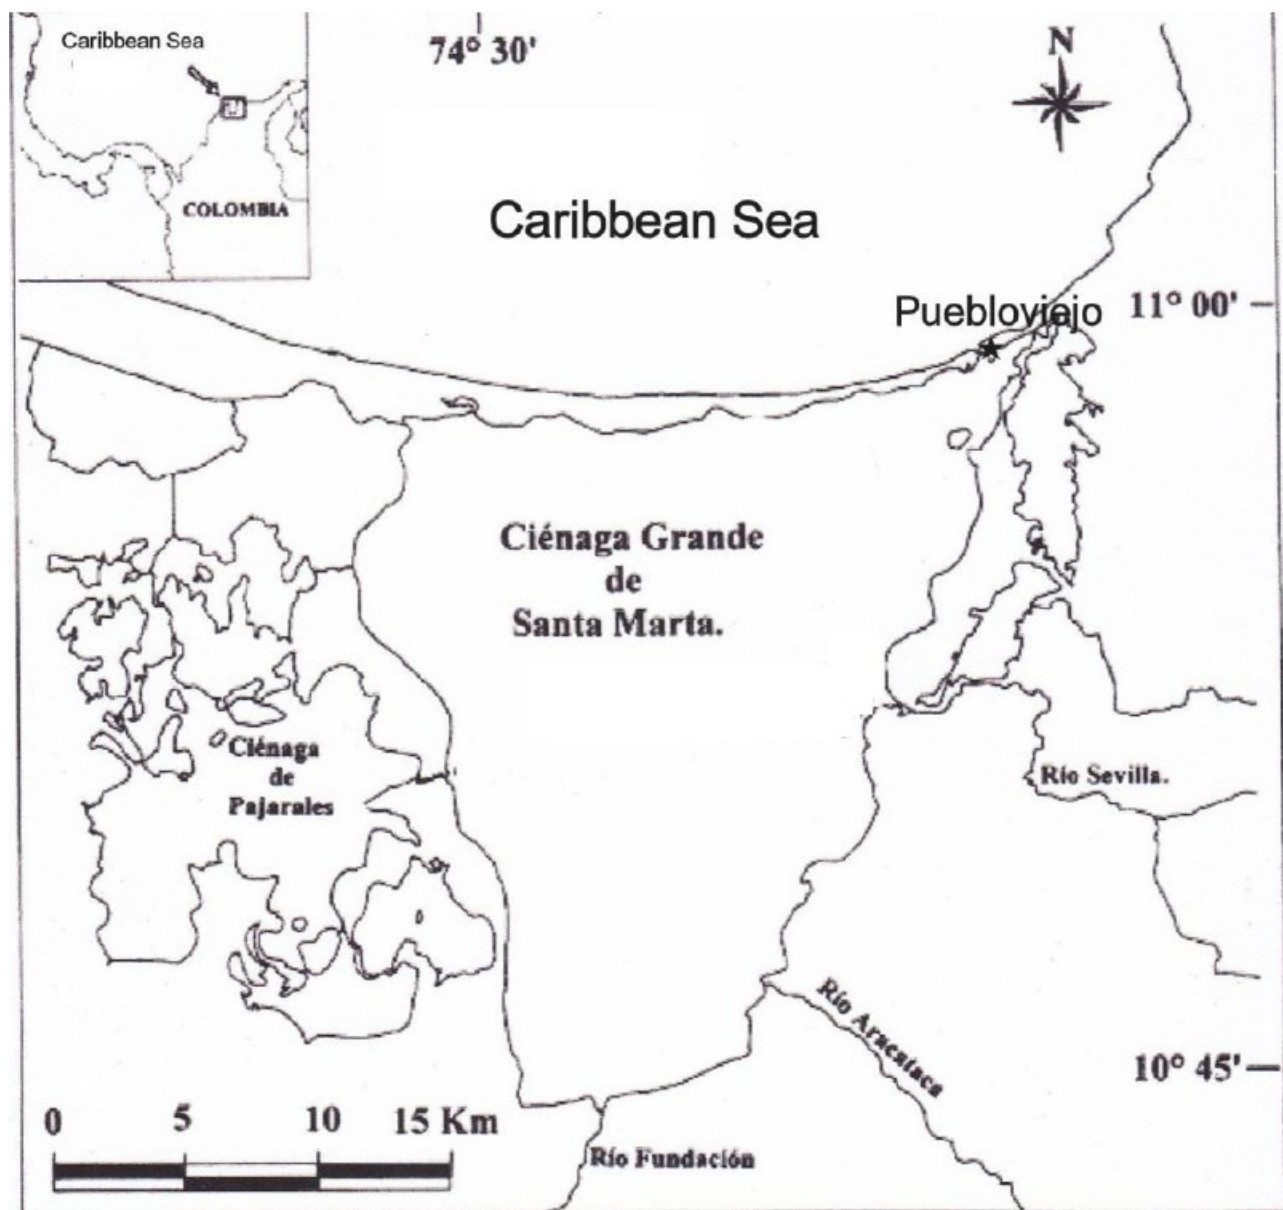 Caribbean Sea
COLOMBIA
74° 30'
N
Caribbean Sea
Puebloviejo
11° 00'
Ciénaga Grande
de
Santa Marta.
Ciénaga
de
Pajarales
Río Sevilla.
Río Aracataca
10° 45'
0 5 10 15 Km
Río Fundación